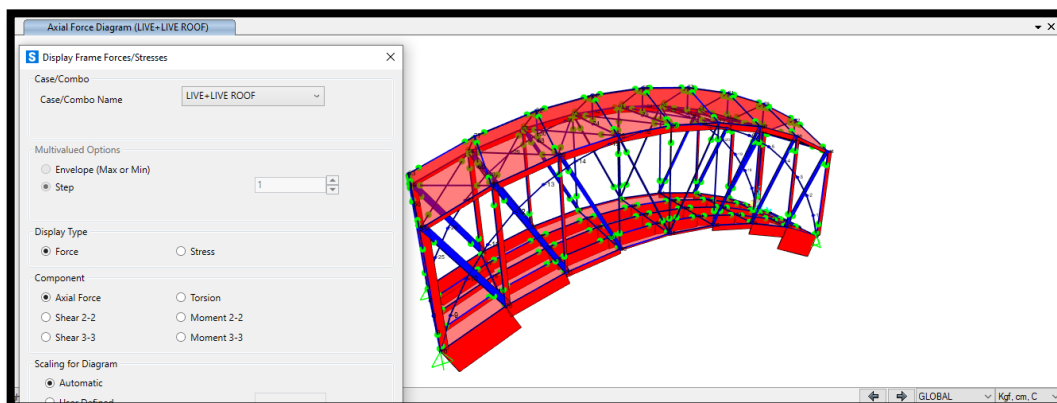 Axial Force Diagram (LIVE+LIVE ROOF)
S Display Frame Forces/Stresses
Case/Combo
Case/Combo Name LIVE+LIVE ROOF
Multivalued Options
Envelope (Max or Min)
Step 1
Display Type
Force Stress
Component
Axial Force Torsion
Shear 2-2 Moment 2-2
Shear 3-3 Moment 3-3
Scaling for Diagram
Automatic
User Defined
GLOBAL Kgf, cm, C